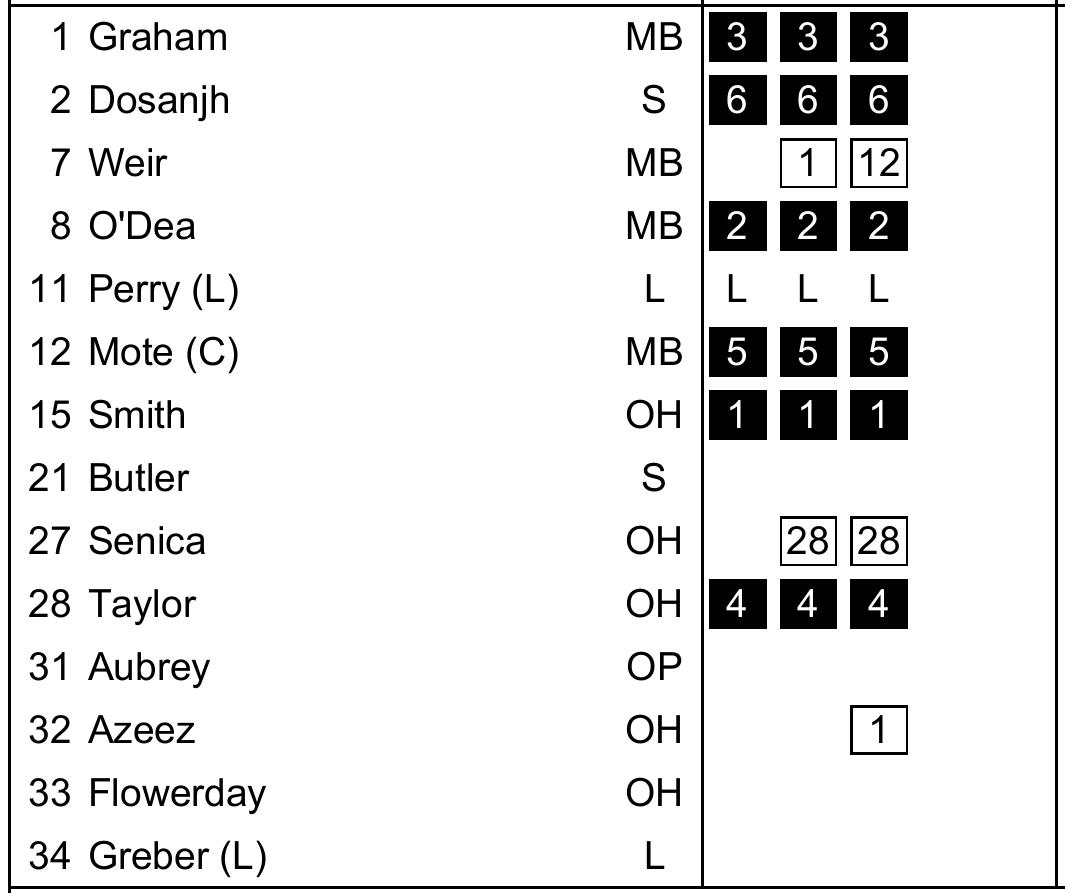 1 Graham MB 3 3 3
2 Dosanjh S 6 6 6
7 Weir MB 1 12
8 O'Dea MB 2 2 2
11 Perry (L) L L L L
12 Mote (C) MB 5 5 5
15 Smith OH 1 1 1
21 Butler S
27 Senica OH 28 28
28 Taylor OH 4 4 4
31 Aubrey OP
32 Azeez OH 1
33 Flowerday OH
34 Greber (L) L